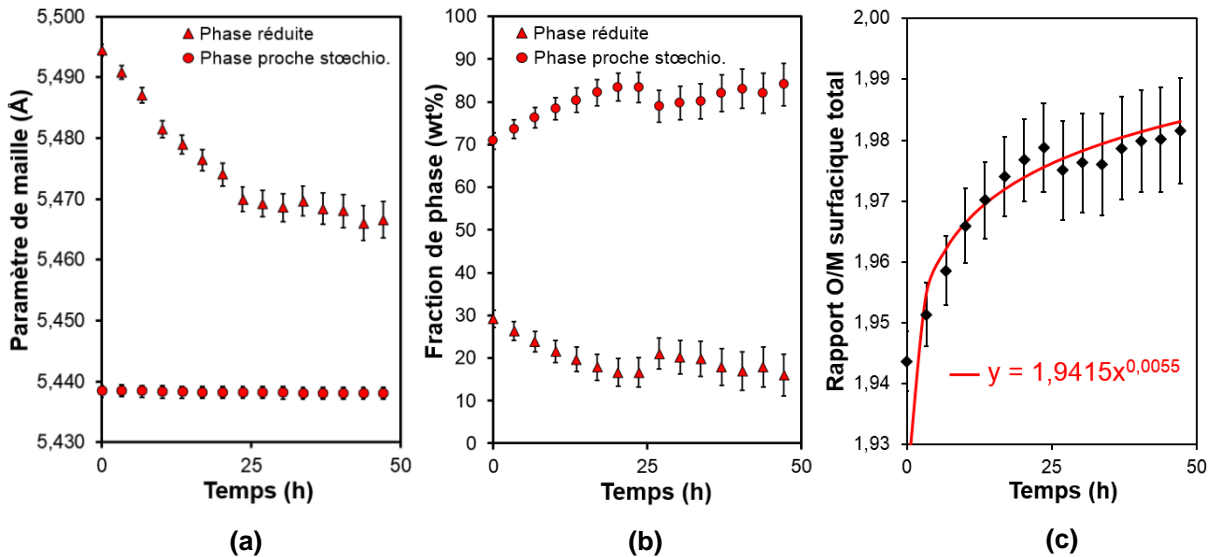 5,500
5,490
5,480
5,470
5,460
5,450
5,440
5,430
Paramètre de maille (Å)
Phase réduite
Phase proche stœchio.
0
25
50
Temps (h)
(a)
100
90
80
70
60
50
40
30
20
10
0
Fraction de phase (wt%)
Phase réduite
Phase proche stœchio.
0
25
50
Temps (h)
(b)
2,00
1,99
1,98
1,97
1,96
1,95
1,94
1,93
Rapport O/M surfacique total
y = 1,9415x^0,0055
0
25
50
Temps (h)
(c)